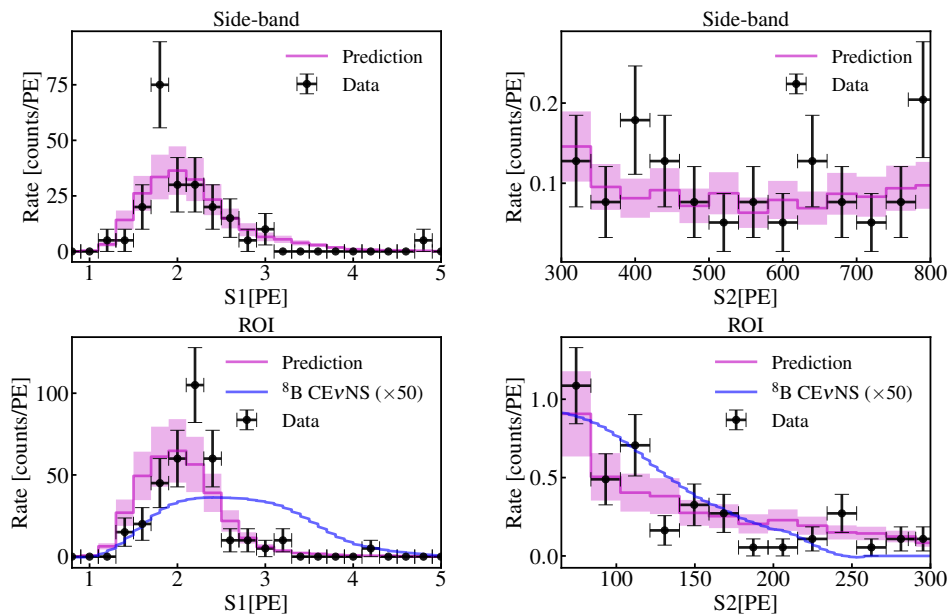 Side-band
Rate [counts/PE]
75
50
25
0
Prediction
Data
1 2 3 4 5
S1[PE]
Side-band
Rate [counts/PE]
0.2
0.1
Prediction
Data
300 400 500 600 700 800
S2[PE]
ROI
Rate [counts/PE]
100
50
0
Prediction
⁸B CEνNS (×50)
Data
1 2 3 4 5
S1[PE]
ROI
Rate [counts/PE]
1.0
0.5
0.0
Prediction
⁸B CEνNS (×50)
Data
100 150 200 250 300
S2[PE]